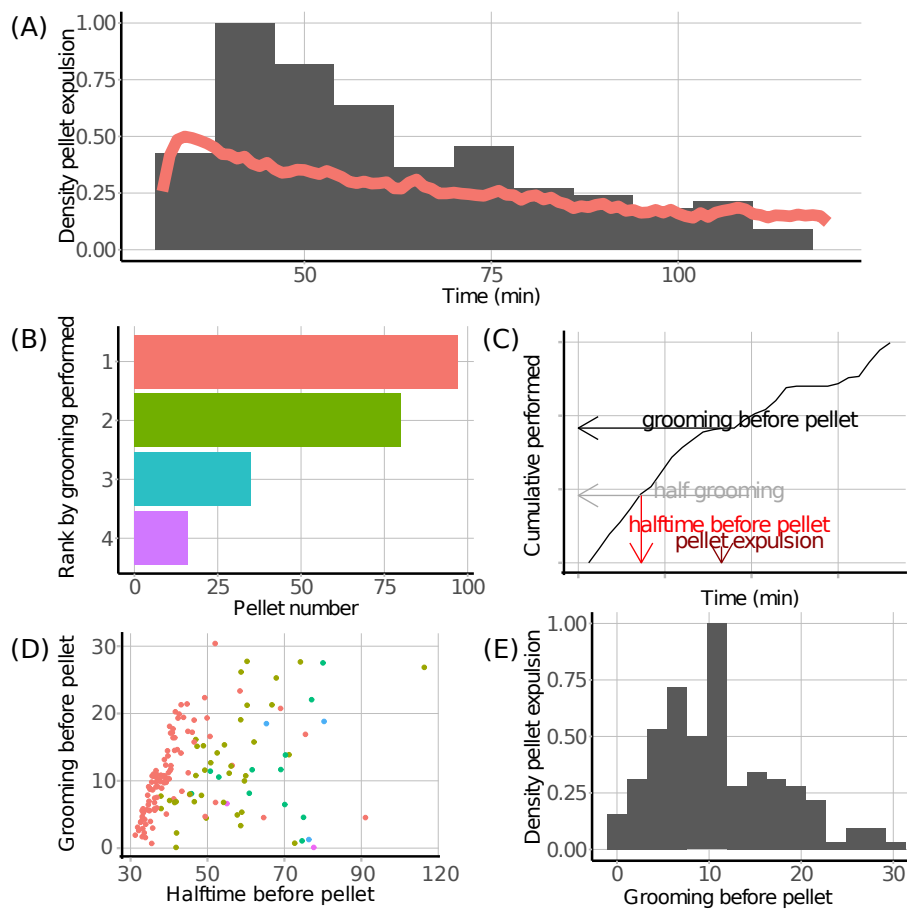 (A)
Density pellet expulsion
1.00
0.75
0.50
0.25
0.00
50
75
100
Time (min)
(B)
Rank by grooming performed
1
2
3
4
0
25
50
75
100
Pellet number
(C)
Cumulative performed
grooming before pellet
half grooming
halftime before pellet
pellet expulsion
Time (min)
(D)
Grooming before pellet
30
20
10
0
30
50
70
90
120
Halftime before pellet
(E)
Density pellet expulsion
1.00
0.75
0.50
0.25
0.00
0
10
20
30
Grooming before pellet